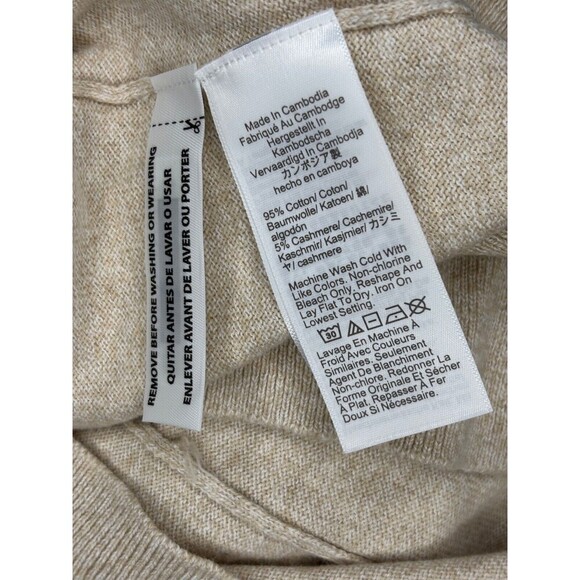 REMOVE BEFORE WASHING OR WEARING
QUITAR ANTES DE LAVAR O USAR
ENLEVER AVANT DE LAVER OU PORTER
Made In Cambodia
Fabriqué Au Cambodge
Hergestellt In
Kambodscha
Vervaardigd In Cambodja
カンボジア製
hecho en camboya
95% Cotton/ Coton/
Baumwolle/ Katoen/ 綿/
algodón
5% Cashmere/ Cachemire/
Kaschmir/ Kasjmier/ カシミ
ヤ/ cashmere
Machine Wash Cold With
Like Colors. Non-chlorine
Bleach Only, Reshape And
Lay Flat To Dry. Iron On
Lowest Setting.
30
Lavage En Machine À
Froid Avec Couleurs
Similaires, Seulement
Agent De Blanchiment
Non-chlore. Redonner La
Forme Originale Et Sécher
À Plat. Repasser À Fer
Doux Si Nécessaire.